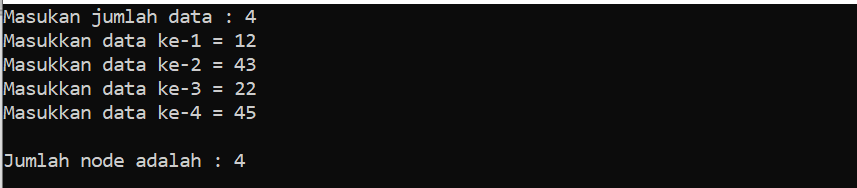 Masukan jumlah data : 4
Masukkan data ke-1 = 12
Masukkan data ke-2 = 43
Masukkan data ke-3 = 22
Masukkan data ke-4 = 45
Jumlah node adalah : 4